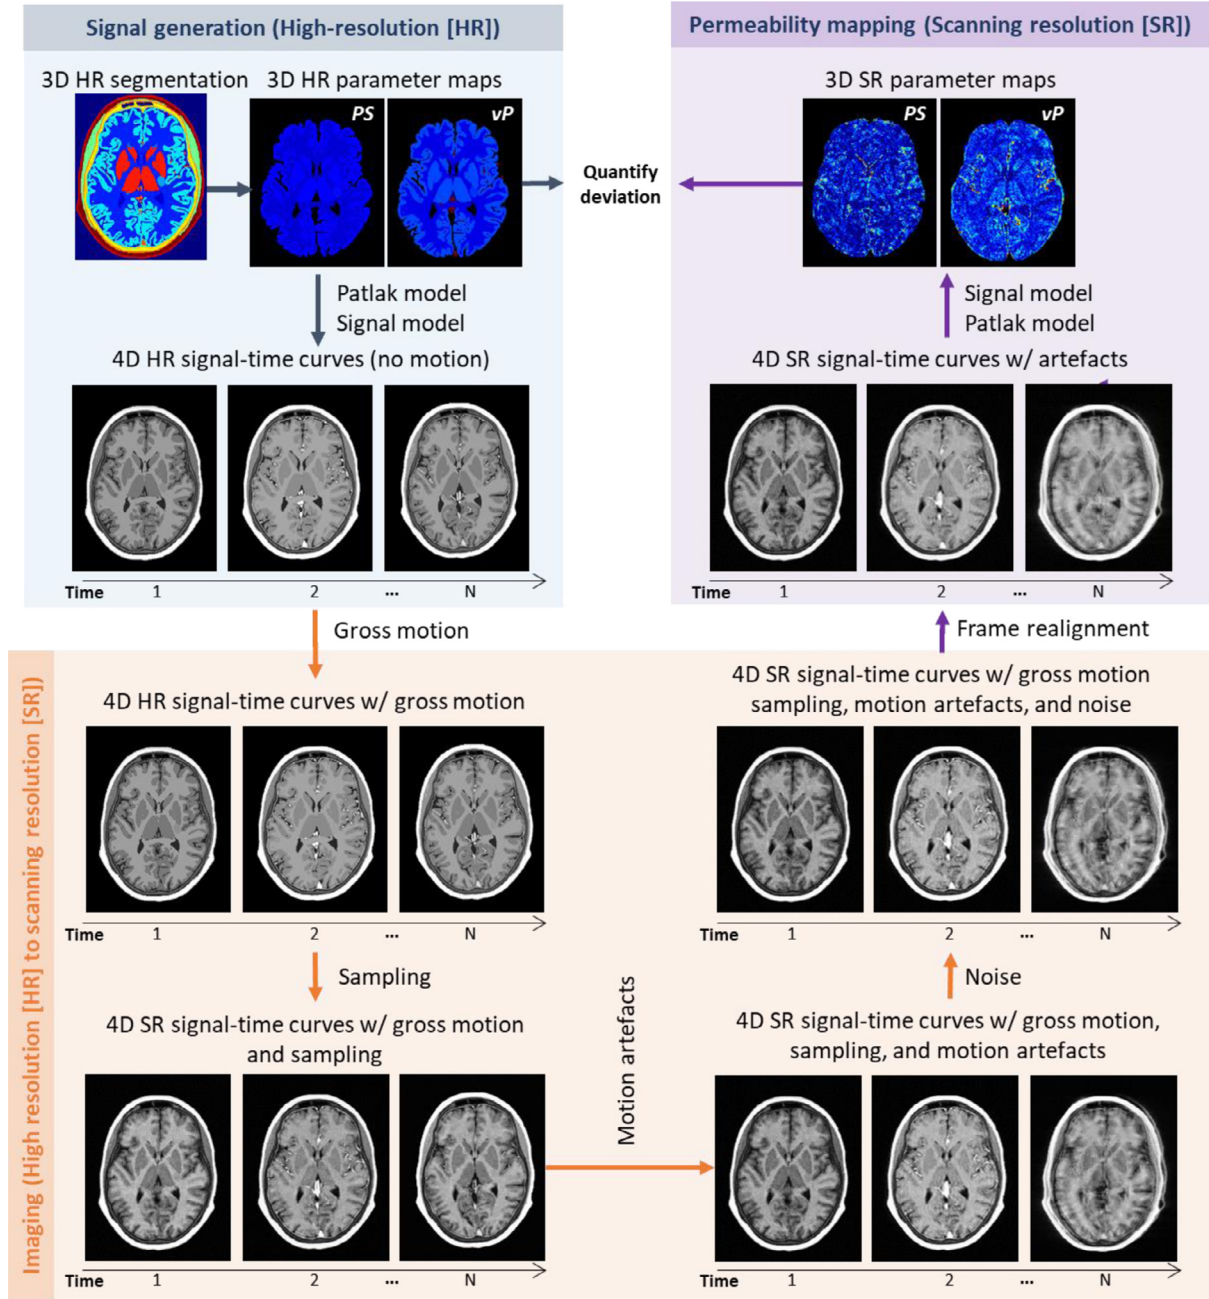 Signal generation (High-resolution [HR])
3D HR segmentation
3D HR parameter maps
PS
vP
Patlak model
Signal model
4D HR signal-time curves (no motion)
Time 1 2 ... N
Quantify
deviation
Permeability mapping (Scanning resolution [SR])
3D SR parameter maps
PS
vP
Signal model
Patlak model
4D SR signal-time curves w/ artefacts
Time 1 2 ... N
Gross motion
Frame realignment
Imaging (High resolution [HR] to scanning resolution [SR])
4D HR signal-time curves w/ gross motion
Time 1 2 ... N
Sampling
4D SR signal-time curves w/ gross motion
and sampling
Time 1 2 ... N
Motion artefacts
4D SR signal-time curves w/ gross motion
sampling, motion artefacts, and noise
Time 1 2 ... N
Noise
4D SR signal-time curves w/ gross motion,
sampling, and motion artefacts
Time 1 2 ... N